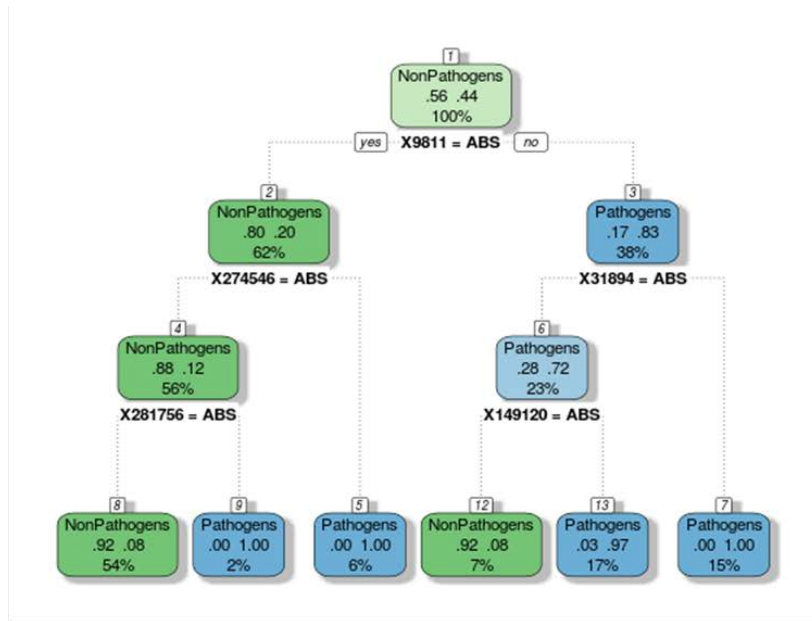 1
NonPathogens
.56 .44
100%
yes X9811 = ABS no
2
NonPathogens
.80 .20
62%
X274546 = ABS
3
Pathogens
.17 .83
38%
X31894 = ABS
4
NonPathogens
.88 .12
56%
X281756 = ABS
6
Pathogens
.28 .72
23%
X149120 = ABS
8
NonPathogens
.92 .08
54%
9
Pathogens
.00 1.00
2%
5
Pathogens
.00 1.00
6%
12
NonPathogens
.92 .08
7%
13
Pathogens
.03 .97
17%
7
Pathogens
.00 1.00
15%